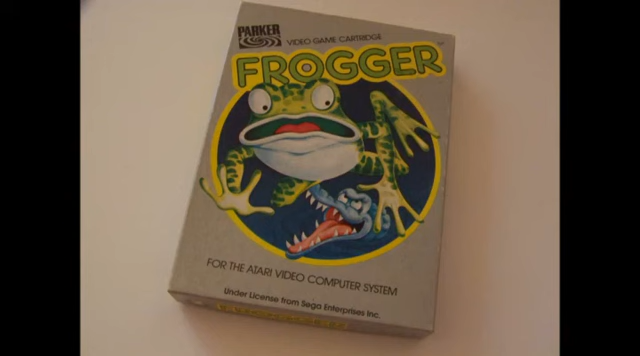 PARKER
VIDEO GAME CARTRIDGE
FROGGER
FOR THE ATARI VIDEO COMPUTER SYSTEM
Under License from Sega Enterprises Inc.